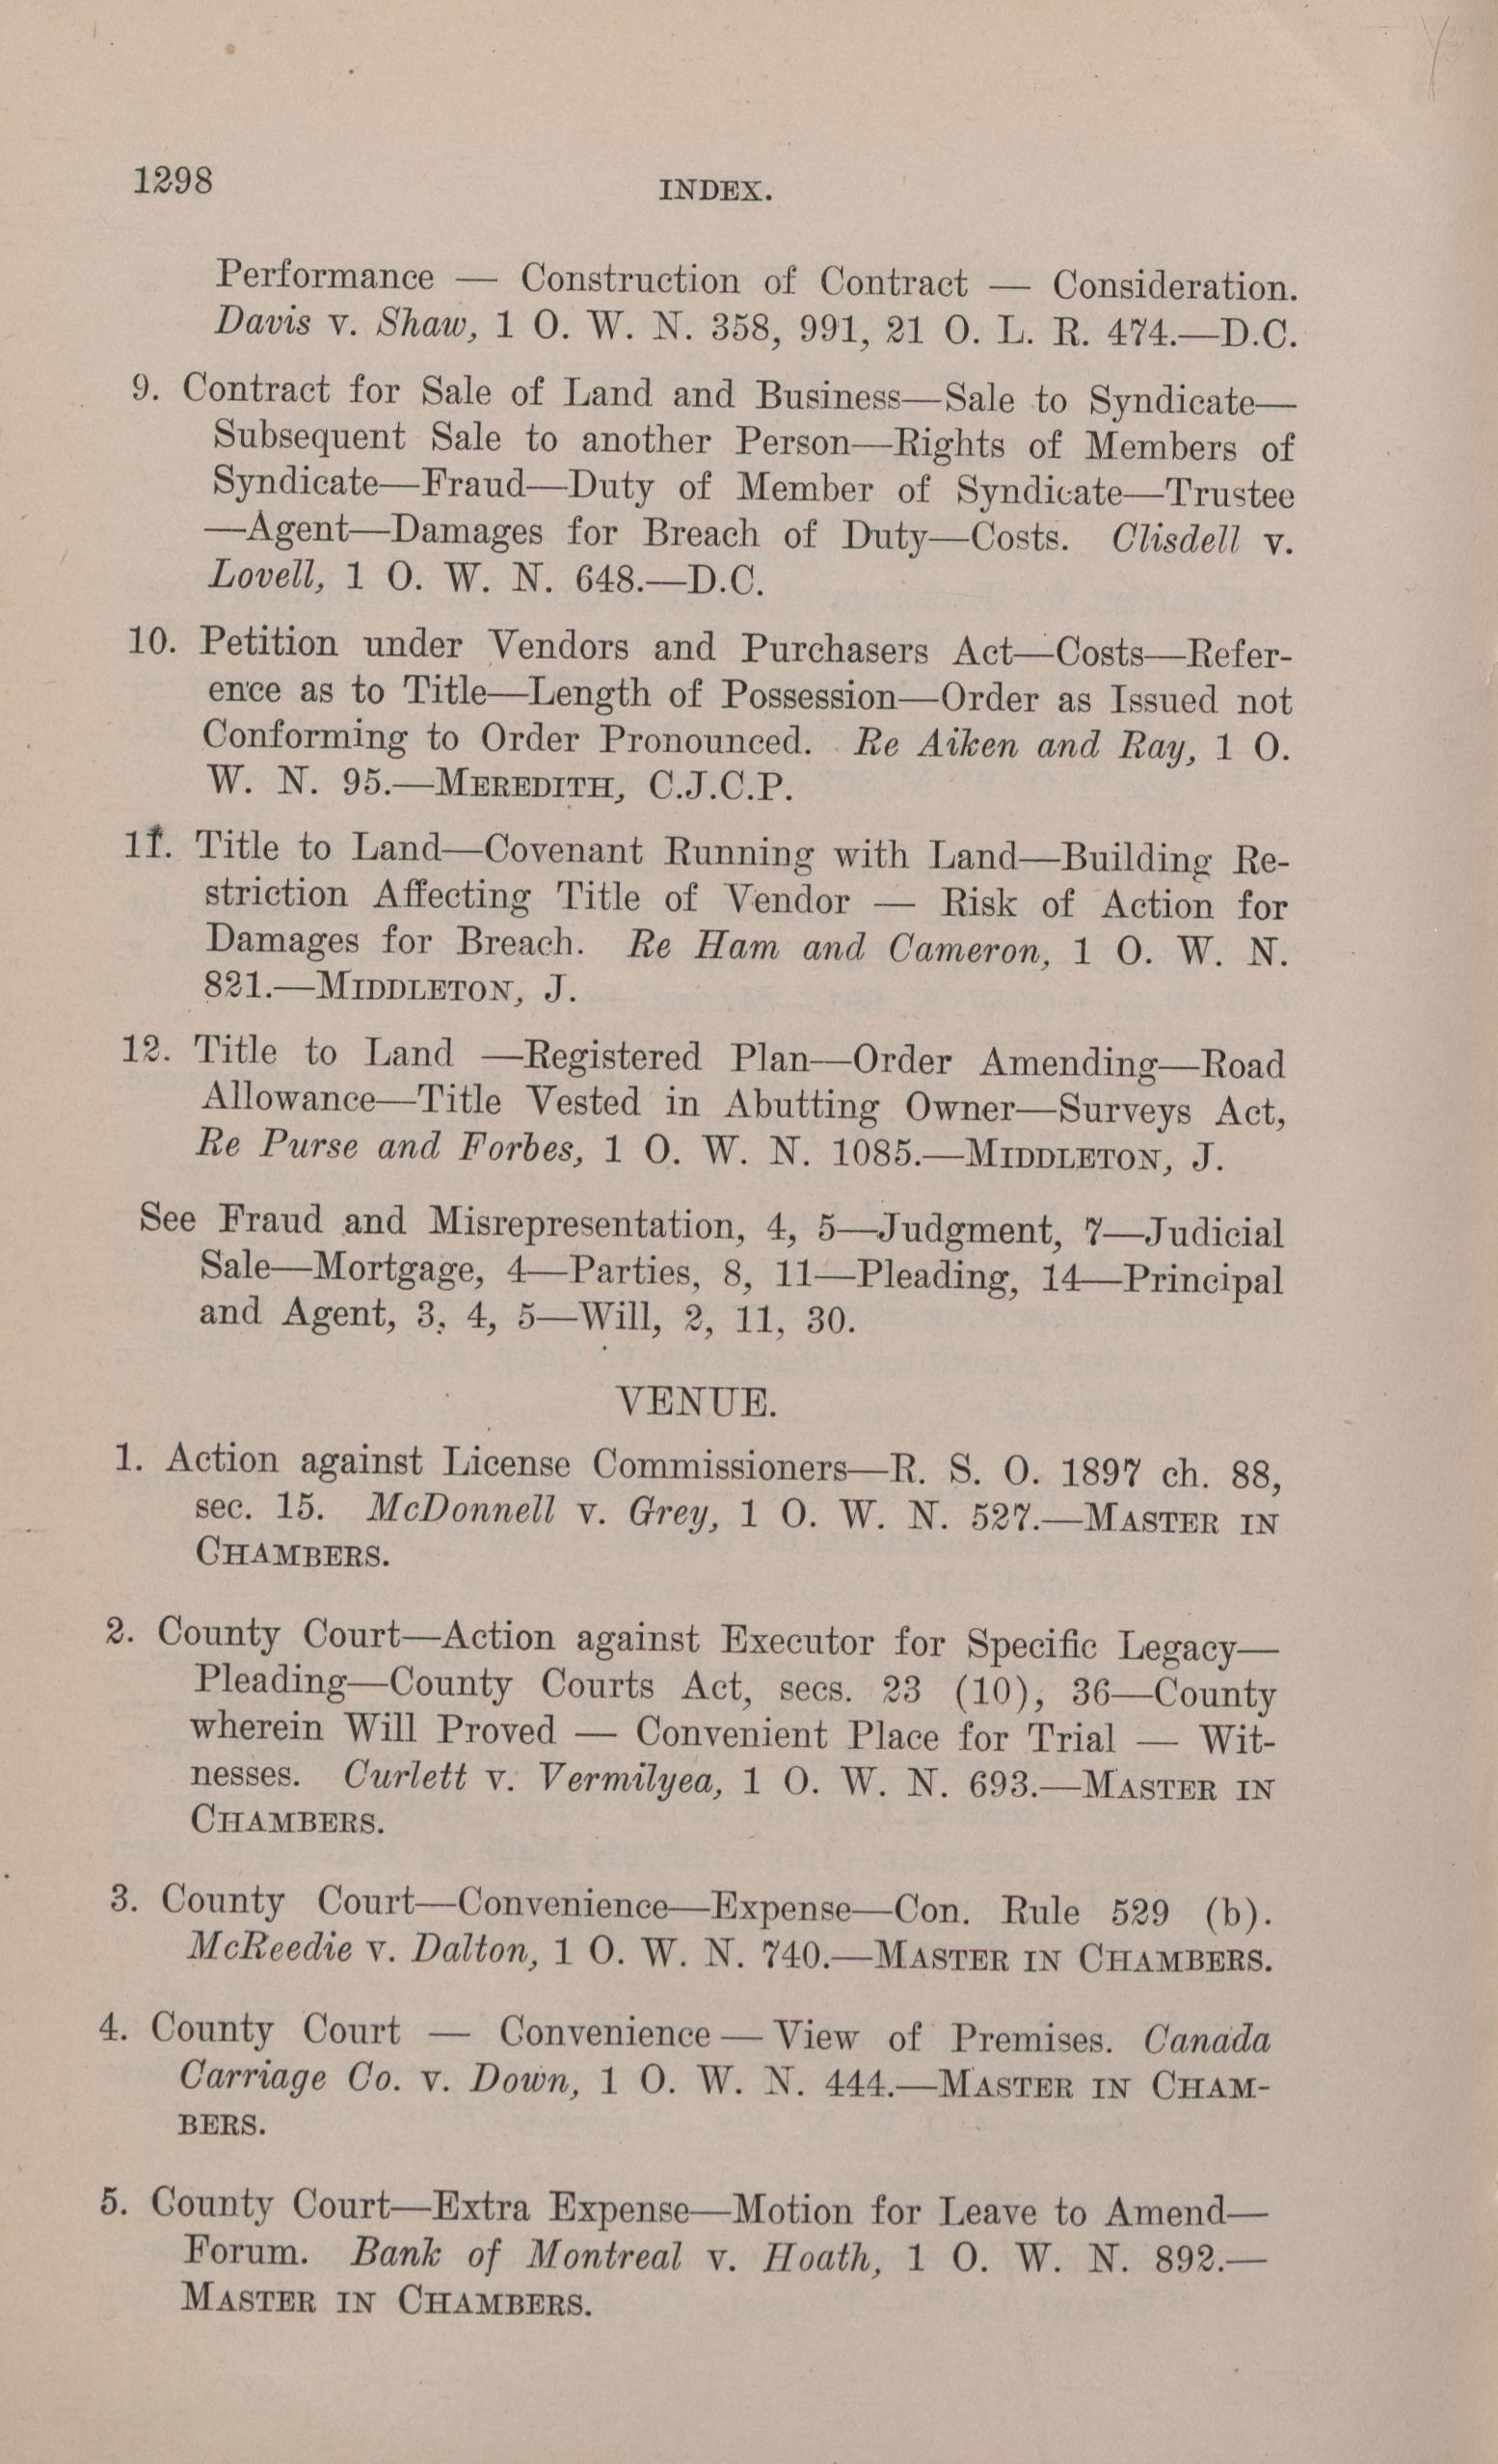 1298
INDEX.
Performance — Construction of Contract — Consideration.
Davis v. Shaw, 1 O. W. N. 358, 991, 21 O. L. R. 474.—D.C.
9. Contract for Sale of Land and Business—Sale to Syndicate—
Subsequent Sale to another Person—Rights of Members of
Syndicate—Fraud—Duty of Member of Syndicate—Trustee
—Agent—Damages for Breach of Duty—Costs. Clisdell v.
Lovell, 1 O. W. N. 648.—D.C.
10. Petition under Vendors and Purchasers Act—Costs—Refer-
ence as to Title—Length of Possession—Order as Issued not
Conforming to Order Pronounced. Re Aiken and Ray, 1 O.
W. N. 95.—MEREDITH, C.J.C.P.
11. Title to Land—Covenant Running with Land—Building Re-
striction Affecting Title of Vendor — Risk of Action for
Damages for Breach. Re Ham and Cameron, 1 O. W. N.
821.—MIDDLETON, J.
12. Title to Land —Registered Plan—Order Amending—Road
Allowance—Title Vested in Abutting Owner—Surveys Act,
Re Purse and Forbes, 1 O. W. N. 1085.—MIDDLETON, J.
See Fraud and Misrepresentation, 4, 5—Judgment, 7—Judicial
Sale—Mortgage, 4—Parties, 8, 11—Pleading, 14—Principal
and Agent, 3, 4, 5—Will, 2, 11, 30.
VENUE.
1. Action against License Commissioners—R. S. O. 1897 ch. 88,
sec. 15. McDonnell v. Grey, 1 O. W. N. 527.—MASTER IN
CHAMBERS.
2. County Court—Action against Executor for Specific Legacy—
Pleading—County Courts Act, secs. 23 (10), 36—County
wherein Will Proved — Convenient Place for Trial — Wit-
nesses. Curlett v. Vermilyea, 1 O. W. N. 693.—MASTER IN
CHAMBERS.
3. County Court—Convenience—Expense—Con. Rule 529 (b).
McReedie v. Dalton, 1 O. W. N. 740.—MASTER IN CHAMBERS.
4. County Court — Convenience — View of Premises. Canada
Carriage Co. v. Down, 1 O. W. N. 444.—MASTER IN CHAM-
BERS.
5. County Court—Extra Expense—Motion for Leave to Amend—
Forum. Bank of Montreal v. Hoath, 1 O. W. N. 892.—
MASTER IN CHAMBERS.